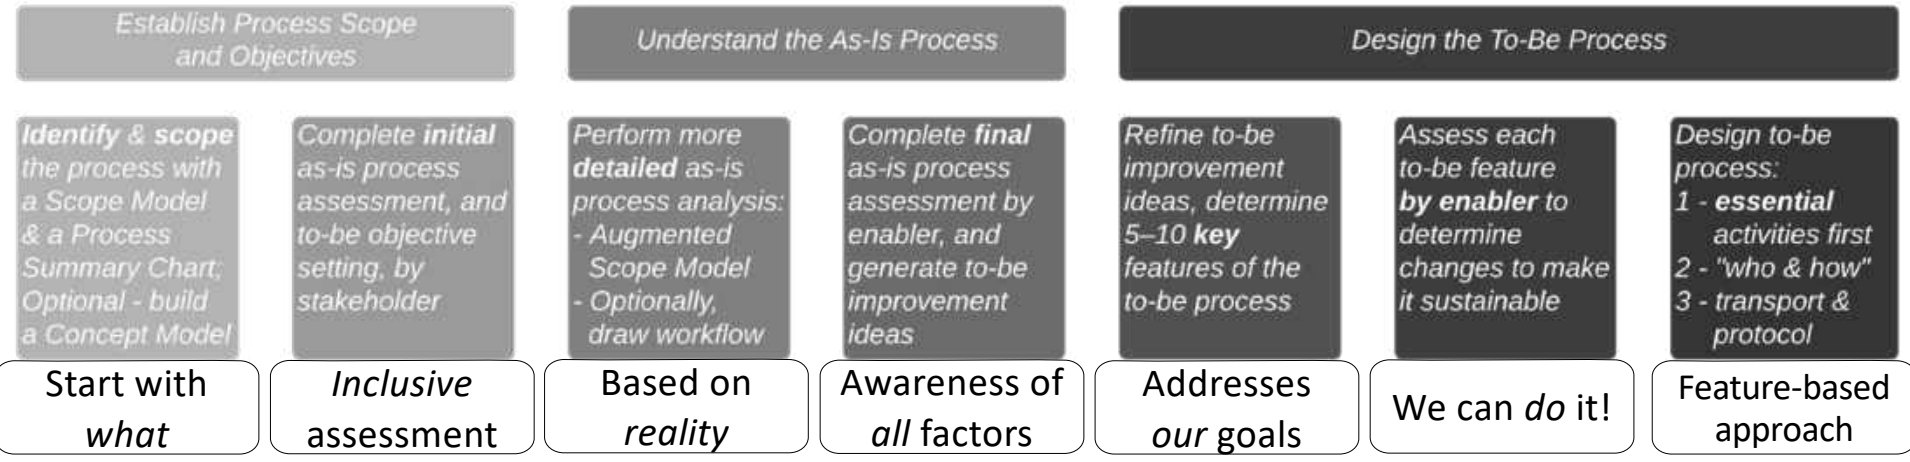 Establish Process Scope
and Objectives
Understand the As-Is Process
Design the To-Be Process
Identify & scope
the process with
a Scope Model
& a Process
Summary Chart;
Optional - build
a Concept Model
Complete initial
as-is process
assessment, and
to-be objective
setting, by
stakeholder
Perform more
detailed as-is
process analysis:
- Augmented
Scope Model
- Optionally,
draw workflow
Complete final
as-is process
assessment by
enabler, and
generate to-be
improvement
ideas
Refine to-be
improvement
ideas, determine
5–10 key
features of the
to-be process
Assess each
to-be feature
by enabler to
determine
changes to make
it sustainable
Design to-be
process:
1 - essential
activities first
2 - "who & how"
3 - transport &
protocol
Start with
what
Inclusive
assessment
Based on
reality
Awareness of
all factors
Addresses
our goals
We can do it!
Feature-based
approach